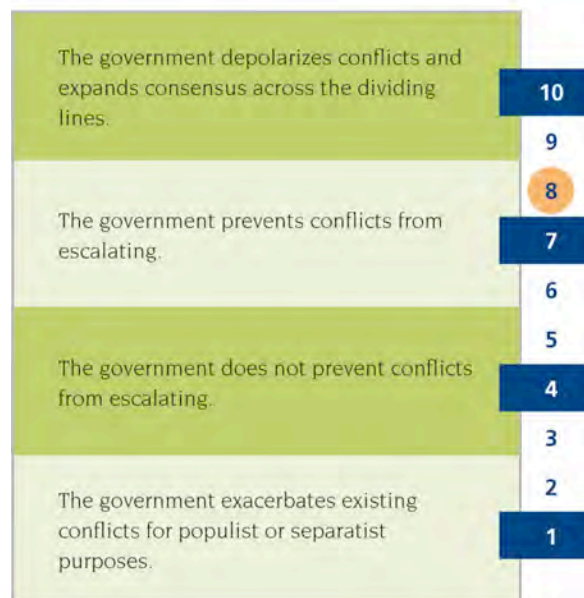 The government depolarizes conflicts and
expands consensus across the dividing
lines.
10
9
8
The government prevents conflicts from
escalating.
7
6
5
The government does not prevent conflicts
from escalating.
4
3
2
The government exacerbates existing
conflicts for populist or separatist
purposes.
1